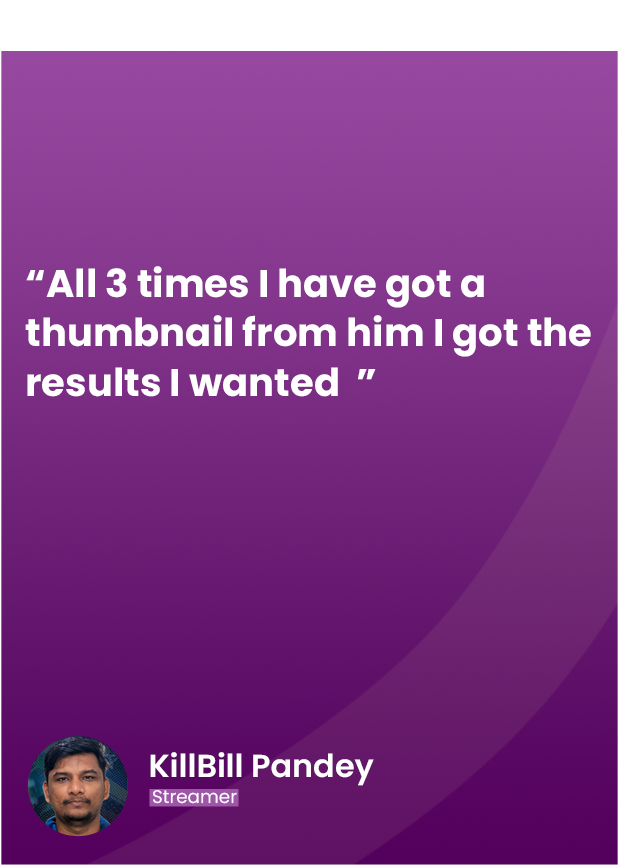 “All 3 times I have got a
thumbnail from him I got the
results I wanted ”
KillBill Pandey
Streamer